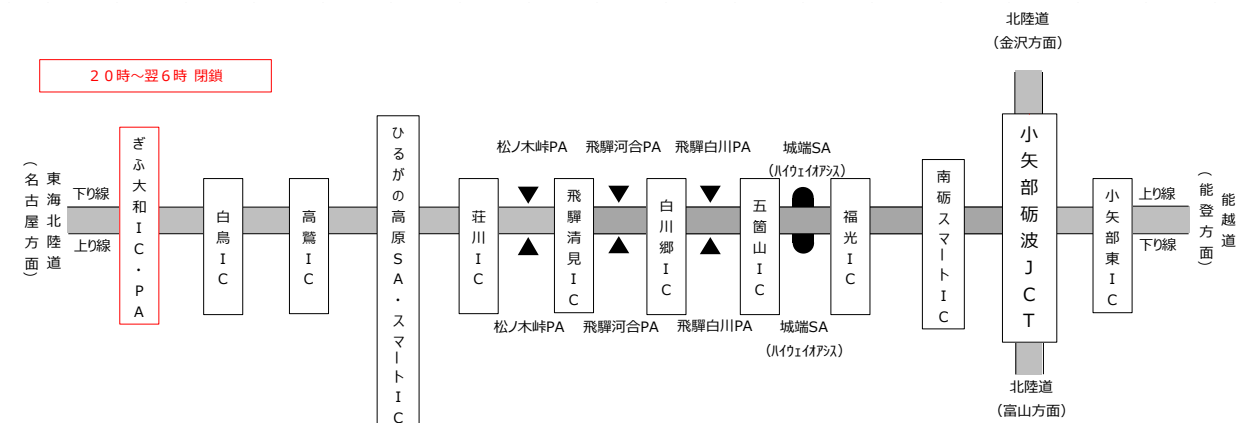 北陸道
（金沢方面）
２０時～翌６時 閉鎖
東海北陸道
（名古屋方面）
下り線
上り線
ぎふ大和ＩＣ・ＰＡ
白鳥ＩＣ
高鷲ＩＣ
ひるがの高原ＳＡ・スマートＩＣ
荘川ＩＣ
松ノ木峠PA
松ノ木峠PA
飛騨清見ＩＣ
飛騨河合PA
飛騨河合PA
白川郷ＩＣ
飛騨白川PA
飛騨白川PA
五箇山ＩＣ
城端SA
（ﾊｲｳｪｲｵｱｼｽ）
城端SA
（ﾊｲｳｪｲｵｱｼｽ）
福光ＩＣ
南砺スマートＩＣ
小矢部砺波ＪＣＴ
小矢部東ＩＣ
上り線
下り線
能越道
（能登方面）
北陸道
（富山方面）